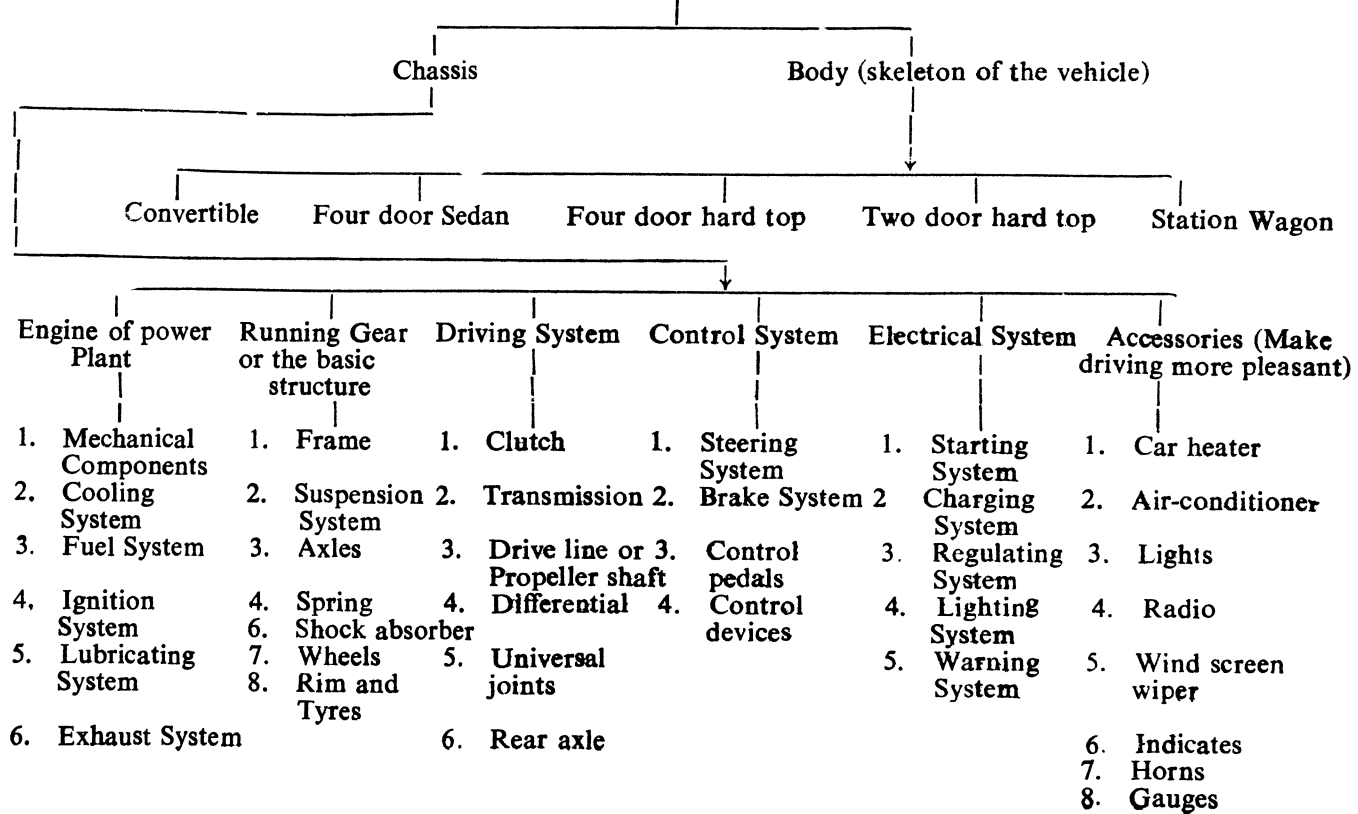 Chassis
Body (skeleton of the vehicle)
Convertible
Four door Sedan
Four door hard top
Two door hard top
Station Wagon
Engine of power
Plant
Running Gear
or the basic
structure
Driving System
Control System
Electrical System
Accessories (Make
driving more pleasant)
1. Mechanical
Components
2. Cooling
System
3. Fuel System
4. Ignition
System
5. Lubricating
System
6. Exhaust System
1. Frame
2. Suspension
System
3. Axles
4. Spring
6. Shock absorber
7. Wheels
8. Rim and
Tyres
1. Clutch
2. Transmission
3. Drive line or
Propeller shaft
4. Differential
5. Universal
joints
6. Rear axle
1. Steering
System
2. Brake System
3. Control
pedals
4. Control
devices
1. Starting
System
2 Charging
System
3. Regulating
System
4. Lighting
System
5. Warning
System
1. Car heater
2. Air-conditioner
3. Lights
4. Radio
5. Wind screen
wiper
6. Indicates
7. Horns
8. Gauges